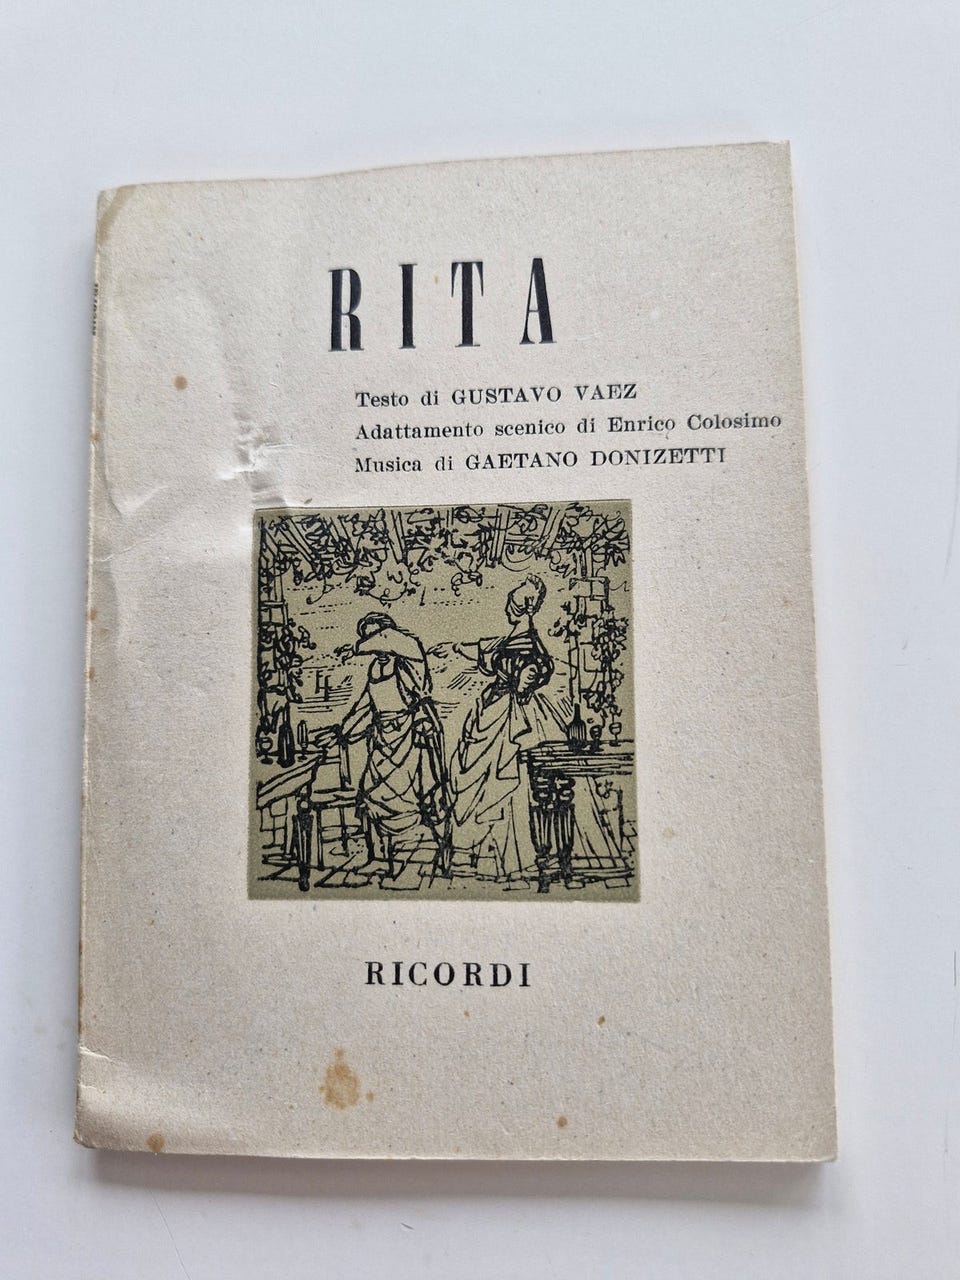 RITA
Testo di GUSTAVO VAEZ
Adattamento scenico di Enrico Colosimo
Musica di GAETANO DONIZETTI
RICORDI